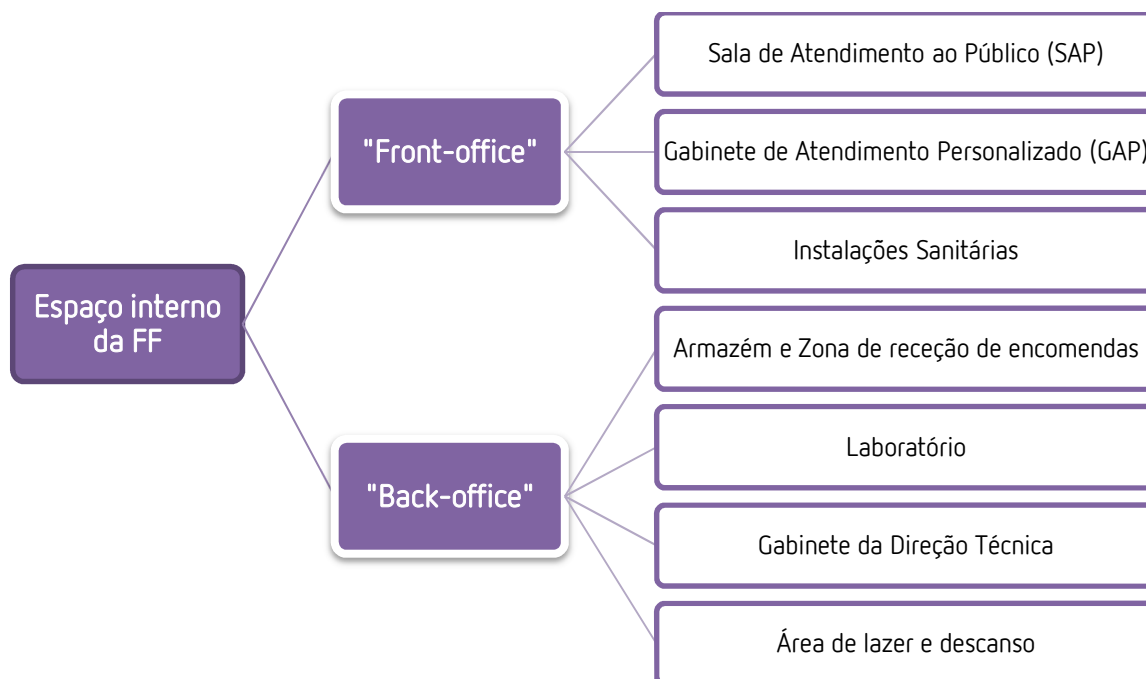 Espaço interno
da FF
"Front-office"
Sala de Atendimento ao Público (SAP)
Gabinete de Atendimento Personalizado (GAP)
Instalações Sanitárias
"Back-office"
Armazém e Zona de receção de encomendas
Laboratório
Gabinete da Direção Técnica
Área de lazer e descanso